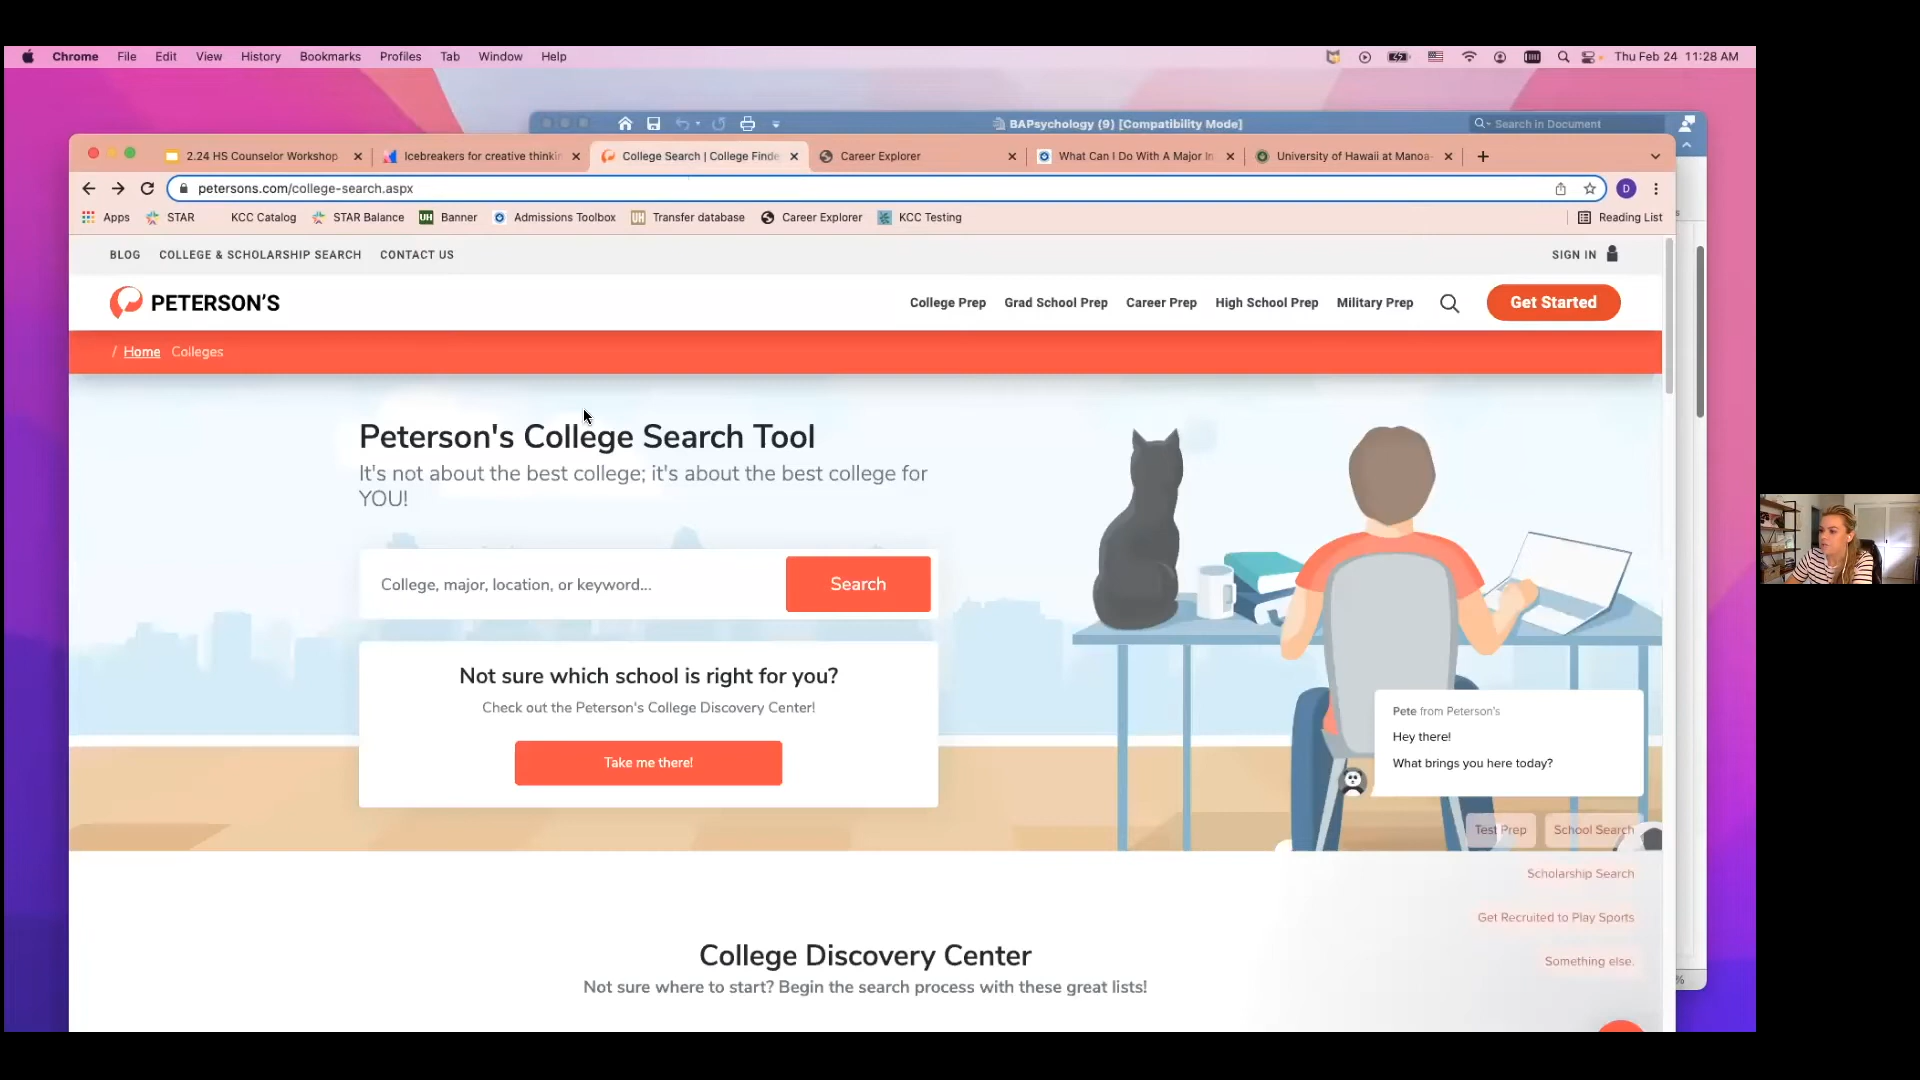 Chrome File Edit View History Bookmarks Profiles Tab Window Help Thu Feb 24 11:28 AM
BAPsychology (9) [Compatibility Mode] Search in Document
2.24 HS Counselor Workshop Icebreakers for creative thinkin College Search | College Finde Career Explorer What Can I Do With A Major In University of Hawaii at Manoa-
petersons.com/college-search.aspx D
Apps STAR KCC Catalog STAR Balance UH Banner Admissions Toolbox UH Transfer database Career Explorer KCC Testing Reading List
BLOG COLLEGE & SCHOLARSHIP SEARCH CONTACT US SIGN IN
PETERSON'S College Prep Grad School Prep Career Prep High School Prep Military Prep Get Started
/ Home Colleges
Peterson's College Search Tool
It's not about the best college; it's about the best college for
YOU!
College, major, location, or keyword... Search
Not sure which school is right for you?
Check out the Peterson's College Discovery Center!
Take me there!
Pete from Peterson's
Hey there!
What brings you here today?
Test Prep School Search
Scholarship Search
Get Recruited to Play Sports
Something else.
College Discovery Center
Not sure where to start? Begin the search process with these great lists!
%